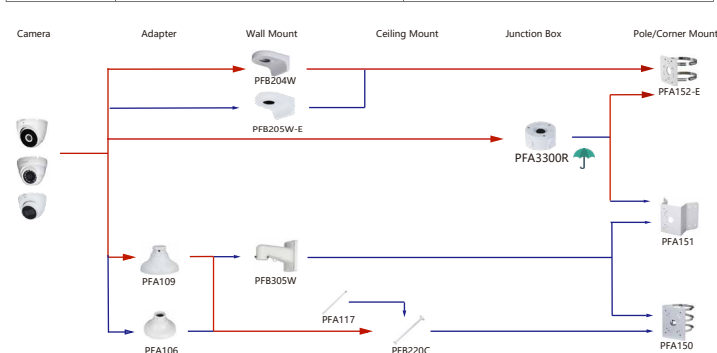 Camera Adapter Wall Mount Ceiling Mount Junction Box Pole/Corner Mount
PFB204W
PFA152-E
PFB205W-E
PFA3300R
PFA151
PFA109
PFB305W
PFA117
PFA106
PFB220C
PFA150